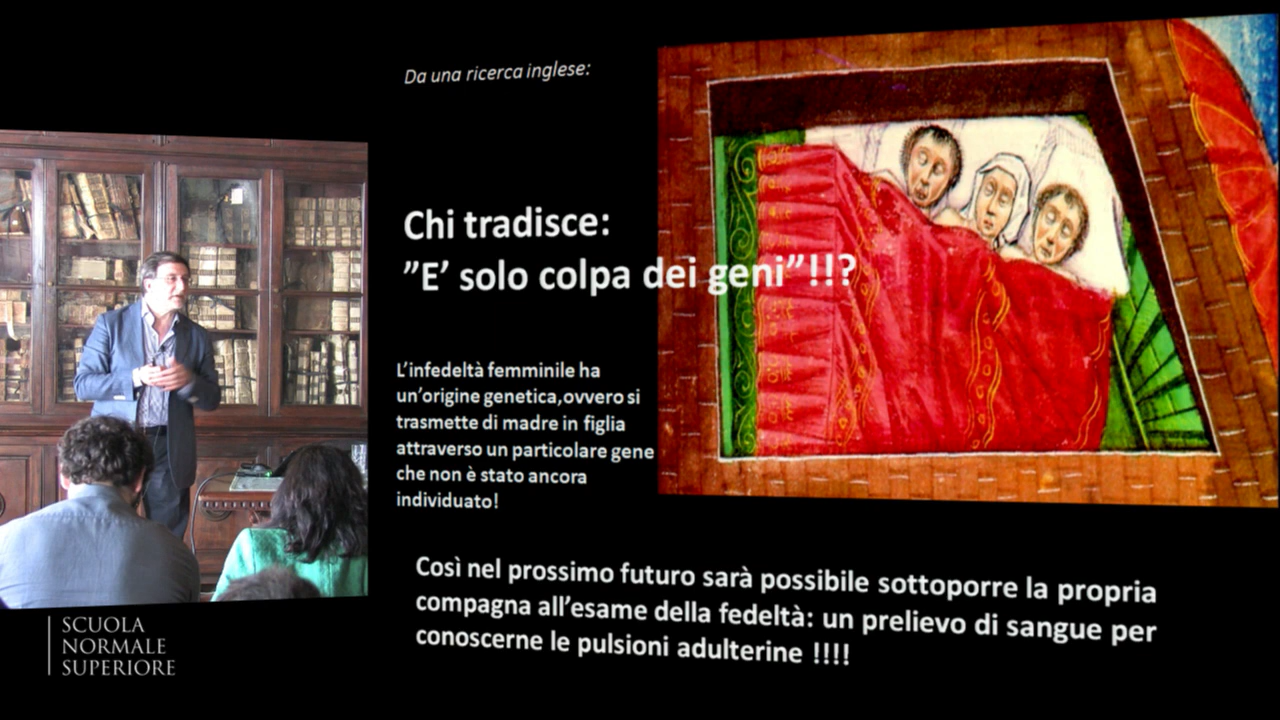 Da una ricerca inglese:
Chi tradisce:
”E’ solo colpa dei geni”!!?
L’infedeltà femminile ha
un’origine genetica,ovvero si
trasmette di madre in figlia
attraverso un particolare gene
che non è stato ancora
individuato!
Così nel prossimo futuro sarà possibile sottoporre la propria
compagna all’esame della fedeltà: un prelievo di sangue per
conoscerne le pulsioni adulterine !!!!
SCUOLA
NORMALE
SUPERIORE